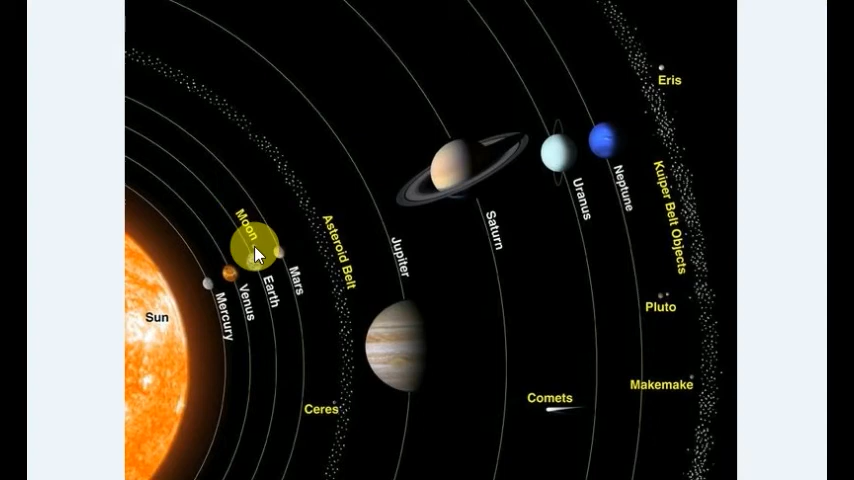 Sun
Mercury
Venus
Earth
Moon
Mars
Asteroid Belt
Ceres
Jupiter
Saturn
Uranus
Neptune
Comets
Kuiper Belt Objects
Eris
Pluto
Makemake